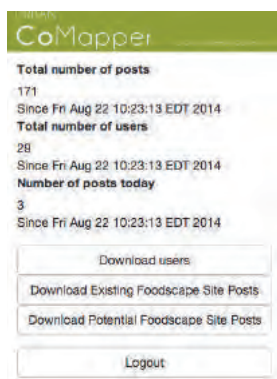 CoMapper
Total number of posts
171
Since Fri Aug 22 10:23:13 EDT 2014
Total number of users
29
Since Fri Aug 22 10:23:13 EDT 2014
Number of posts today
3
Since Fri Aug 22 10:23:13 EDT 2014
Download users
Download Existing Foodscape Site Posts
Download Potential Foodscape Site Posts
Logout